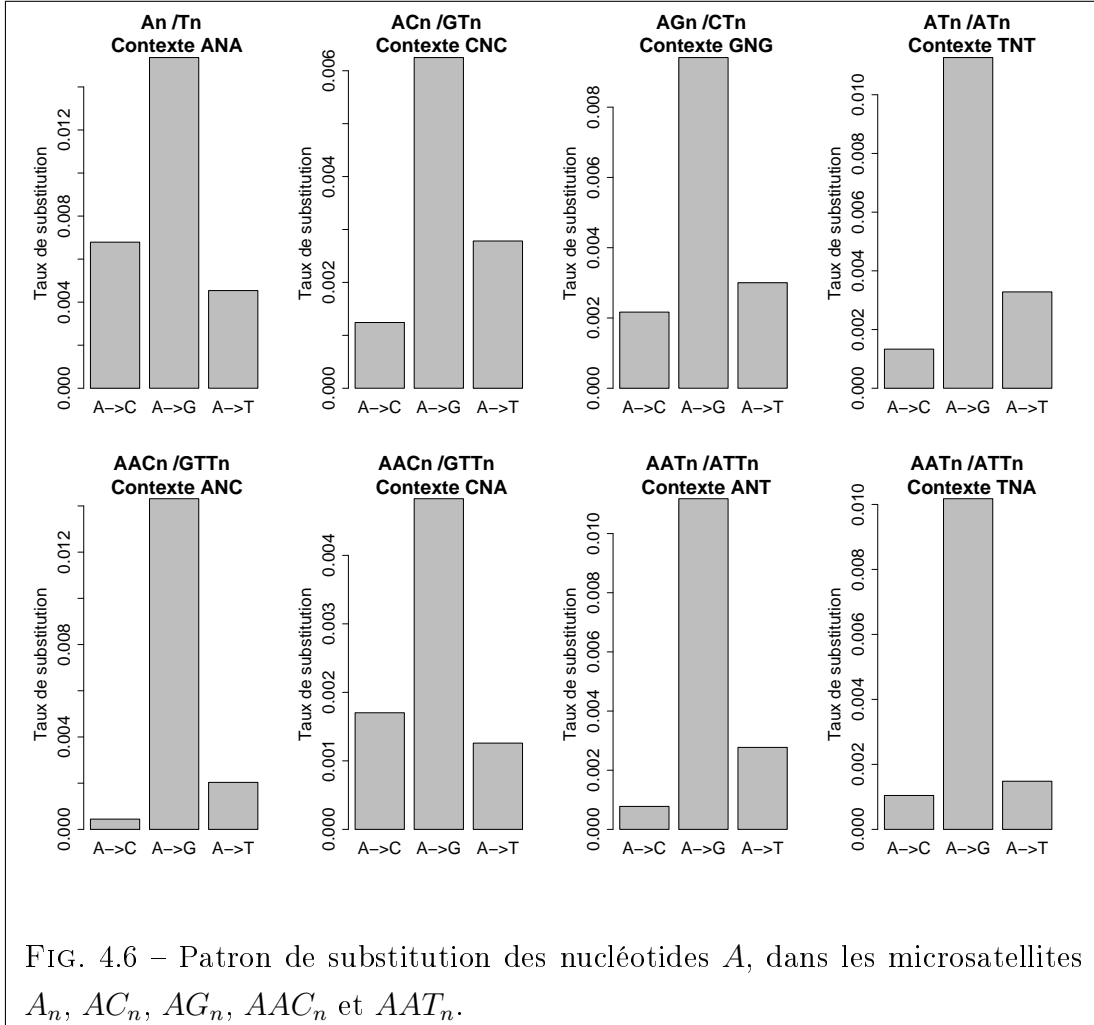 An /Tn
Contexte ANA
Taux de substitution
0.000 0.004 0.008 0.012
A−>C A−>G A−>T
ACn /GTn
Contexte CNC
Taux de substitution
0.000 0.002 0.004 0.006
A−>C A−>G A−>T
AGn /CTn
Contexte GNG
Taux de substitution
0.000 0.002 0.004 0.006 0.008
A−>C A−>G A−>T
ATn /ATn
Contexte TNT
Taux de substitution
0.000 0.002 0.004 0.006 0.008 0.010
A−>C A−>G A−>T
AACn /GTTn
Contexte ANC
Taux de substitution
0.000 0.004 0.008 0.012
A−>C A−>G A−>T
AACn /GTTn
Contexte CNA
Taux de substitution
0.000 0.001 0.002 0.003 0.004
A−>C A−>G A−>T
AATn /ATTn
Contexte ANT
Taux de substitution
0.000 0.002 0.004 0.006 0.008 0.010
A−>C A−>G A−>T
AATn /ATTn
Contexte TNA
Taux de substitution
0.000 0.002 0.004 0.006 0.008 0.010
A−>C A−>G A−>T
FIG. 4.6 – Patron de substitution des nucléotides A, dans les microsatellites
Aₙ, ACₙ, AGₙ, AACₙ et AATₙ.